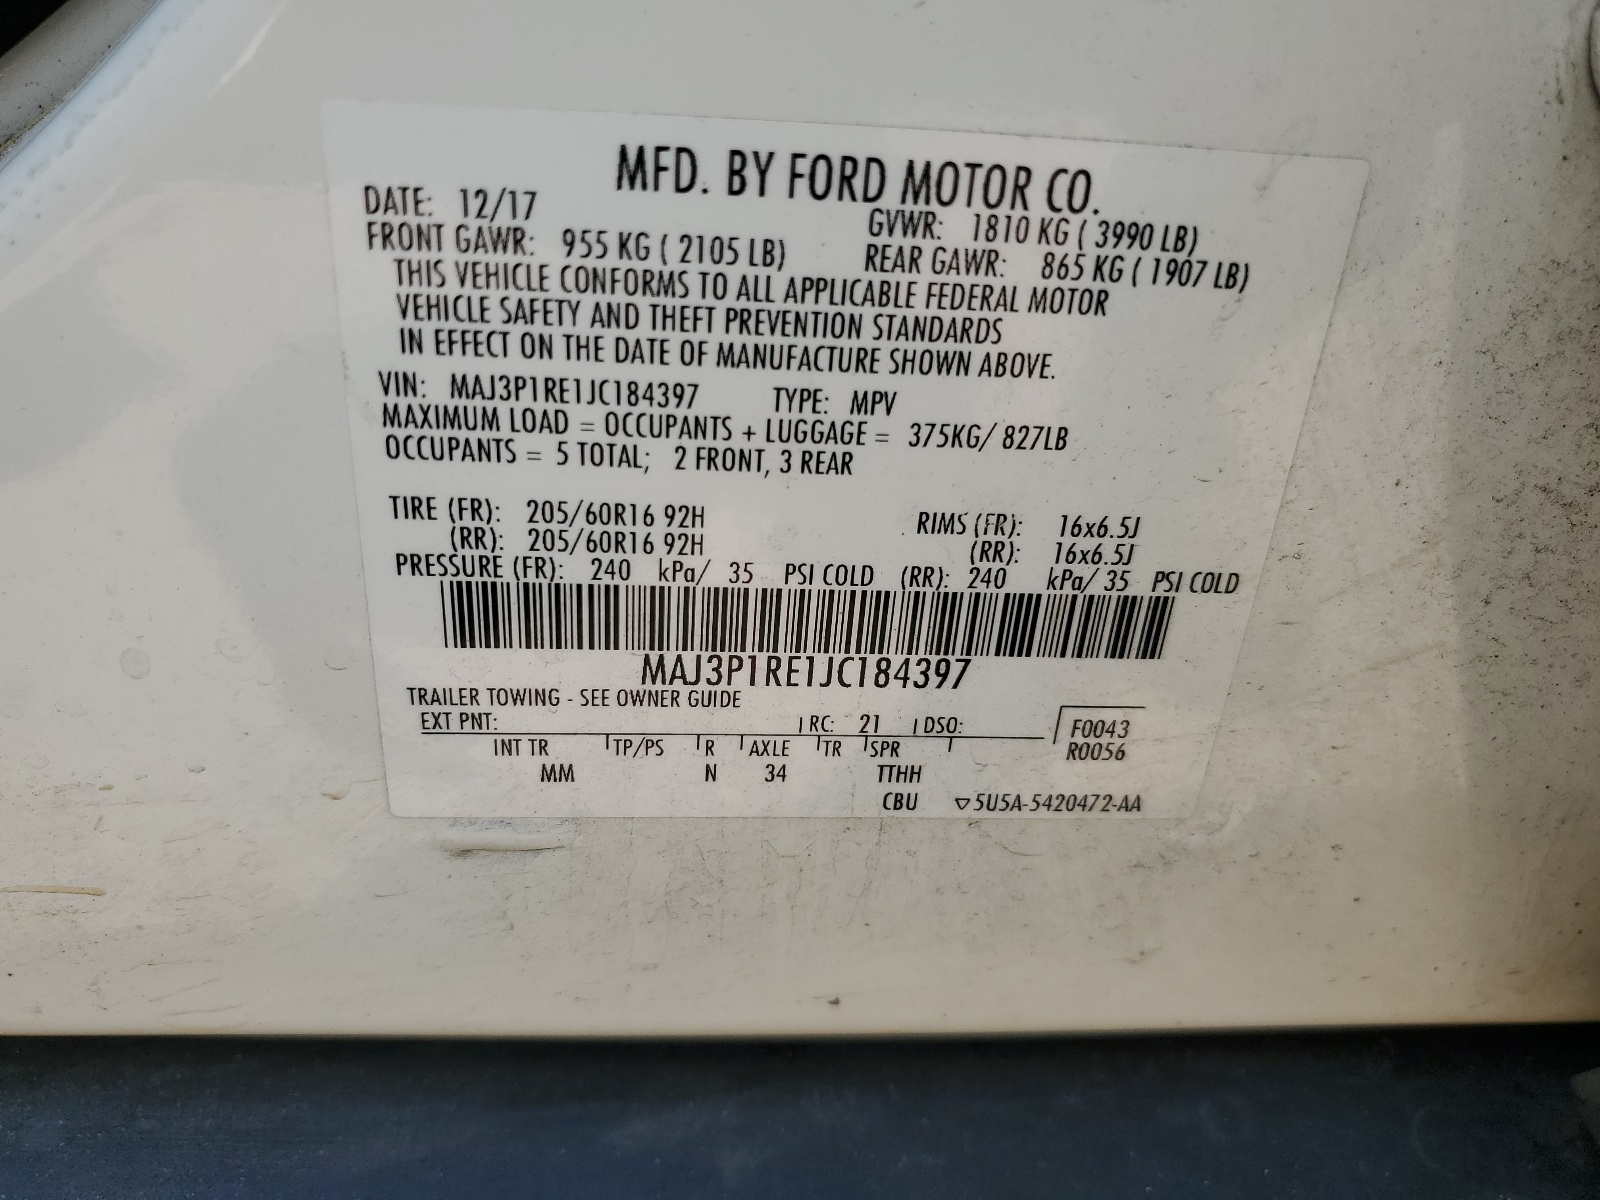 MFD. BY FORD MOTOR CO.
DATE: 12/17 GVWR: 1810 KG ( 3990 LB)
FRONT GAWR: 955 KG ( 2105 LB) REAR GAWR: 865 KG ( 1907 LB)
THIS VEHICLE CONFORMS TO ALL APPLICABLE FEDERAL MOTOR
VEHICLE SAFETY AND THEFT PREVENTION STANDARDS
IN EFFECT ON THE DATE OF MANUFACTURE SHOWN ABOVE.
VIN: MAJ3P1RE1JC184397 TYPE: MPV
MAXIMUM LOAD = OCCUPANTS + LUGGAGE = 375KG/ 827LB
OCCUPANTS = 5 TOTAL; 2 FRONT, 3 REAR
TIRE (FR): 205/60R16 92H RIMS (FR): 16x6.5J
(RR): 205/60R16 92H (RR): 16x6.5J
PRESSURE (FR): 240 kPa/ 35 PSI COLD (RR): 240 kPa/ 35 PSI COLD
MAJ3P1RE1JC184397
TRAILER TOWING - SEE OWNER GUIDE
EXT PNT: RC: 21 DSO: F0043
INT TR TP/PS R AXLE TR SPR R0056
MM N 34 TTHH
CBU ▽5U5A-5420472-AA